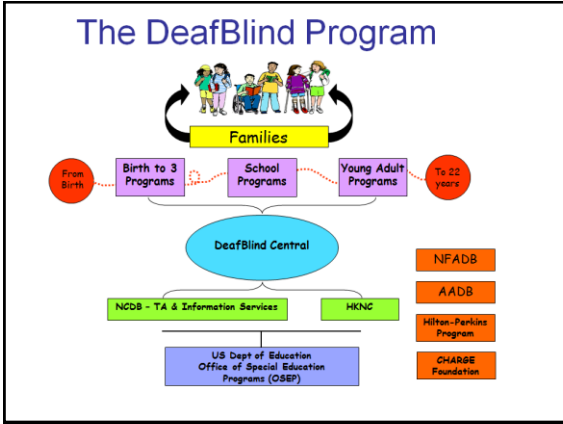 The DeafBlind Program
Families
From
Birth
Birth to 3
Programs
School
Programs
Young Adult
Programs
To 22
years
DeafBlind Central
NFADB
AADB
NCDB – TA & Information Services
HKNC
Hilton-Perkins
Program
US Dept of Education
Office of Special Education
Programs (OSEP)
CHARGE
Foundation